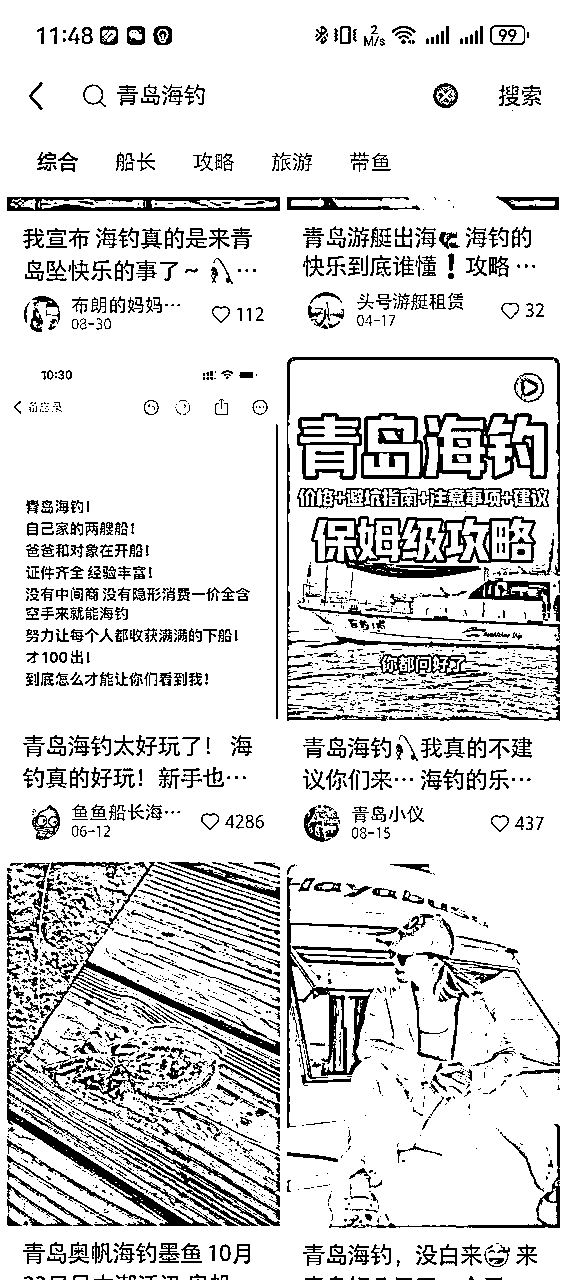 11:48
2 M/s
99
青岛海钓
搜索
综合 船长 攻略 旅游 带鱼
我宣布 海钓真的是来青
岛坠快乐的事了~ …
布朗的妈妈…
08-30
112
青岛游艇出海 海钓的
快乐到底谁懂❗攻略 …
头号游艇租赁
04-17
32
10:30
备忘录
青岛海钓!
自己家的两艘船!
爸爸和对象在开船!
证件齐全 经验丰富!
没有中间商 没有隐形消费一价全含
空手来就能海钓
努力让每个人都收获满满的下船!
才100出!
到底怎么才能让你们看到我!
青岛海钓太好玩了! 海
钓真的好玩! 新手也…
鱼鱼船长海…
06-12
4286
青岛海钓
价格+避坑指南+注意事项+建议
保姆级攻略
你都问好了
青岛海钓 我真的不建
议你们来… 海钓的乐…
青岛小仪
08-15
437
青岛奥帆海钓墨鱼 10月
青岛海钓，没白来 来